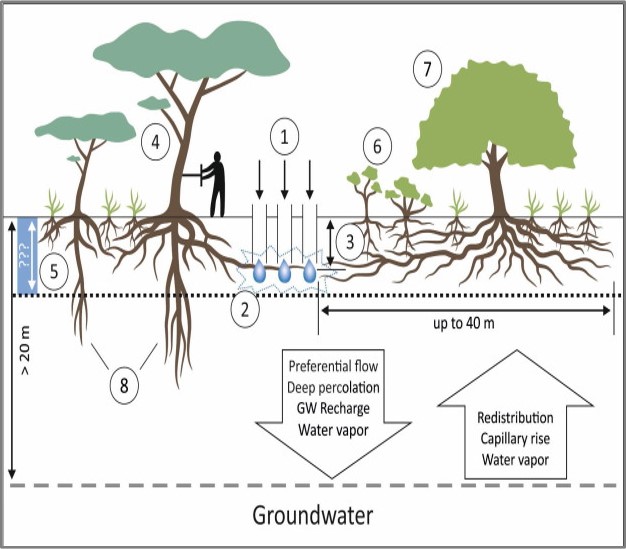 7
1
4
6
3
???
5
2
up to 40 m
> 20 m
8
Preferential flow
Deep percolation
GW Recharge
Water vapor
Redistribution
Capillary rise
Water vapor
Groundwater